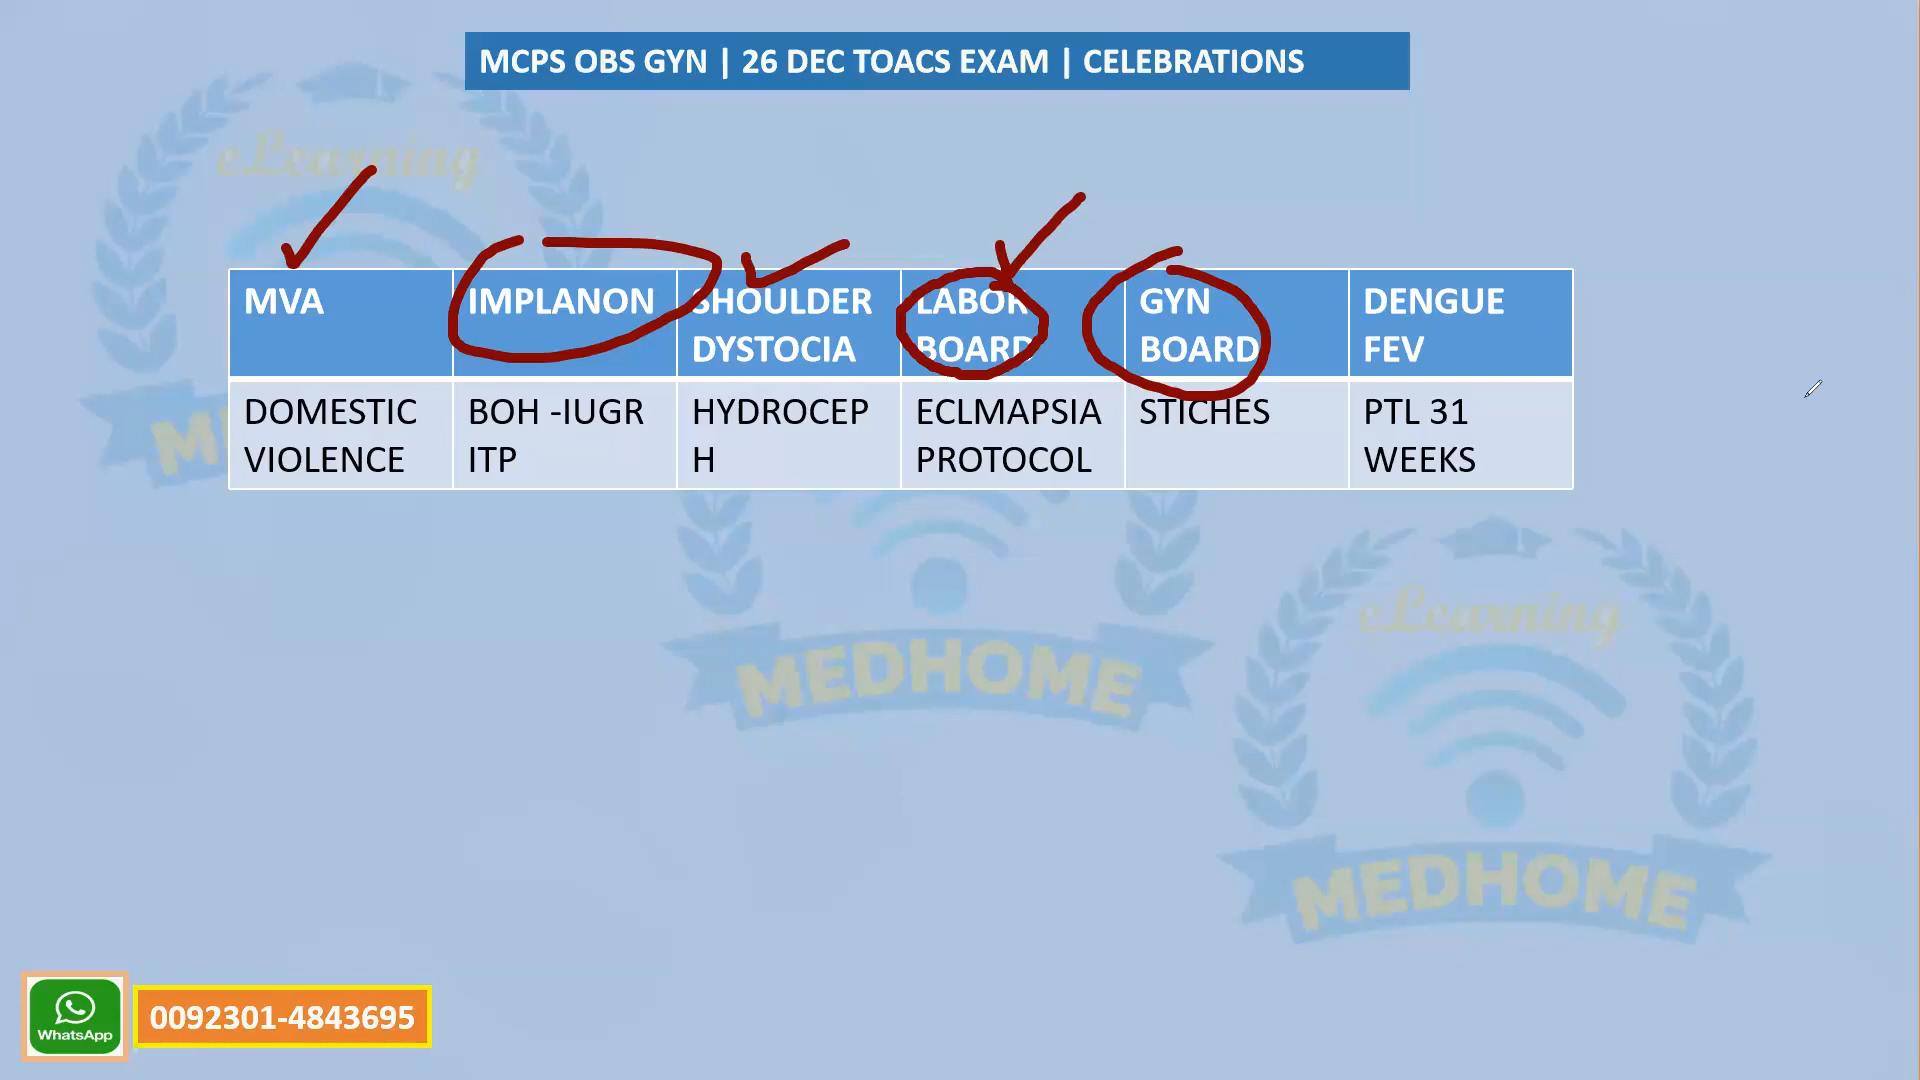 MCPS OBS GYN | 26 DEC TOACS EXAM | CELEBRATIONS
eLearning
MVA
IMPLANON
SHOULDER
DYSTOCIA
LABOR
BOARD
GYN
BOARD
DENGUE
FEV
DOMESTIC
VIOLENCE
BOH -IUGR
ITP
HYDROCEP
H
ECLMAPSIA
PROTOCOL
STICHES
PTL 31
WEEKS
M
eLearning
MEDHOME
MEDHOME
WhatsApp
0092301-4843695